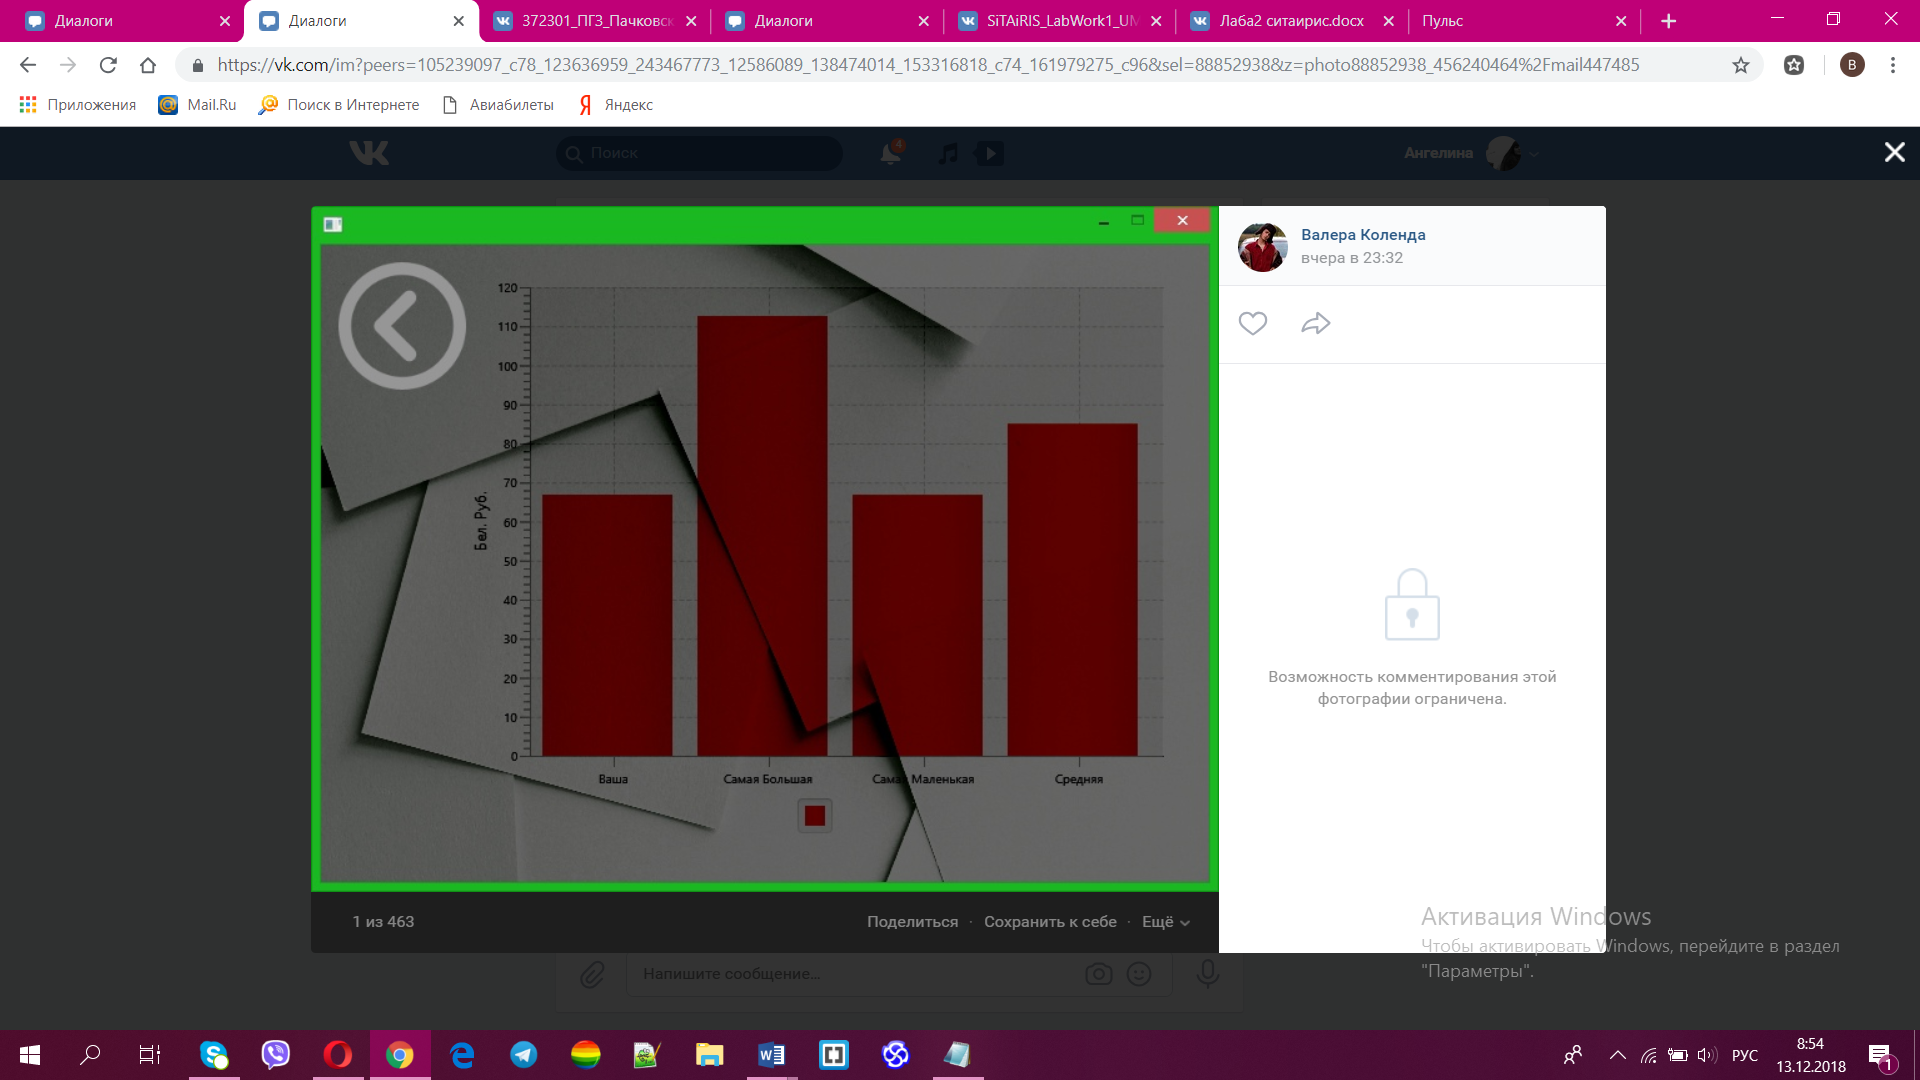 Диалоги
Диалоги
372301_ПГЗ_Пачковск
Диалоги
SiTAiRIS_LabWork1_UM
Лаба2 ситаирис.docx
Пульс
https://vk.com/im?peers=105239097_c78_123636959_243467773_12586089_138474014_153316818_c74_161979275_c96&sel=88852938&z=photo88852938_456240464%2Fmail447485
B
Приложения
Mail.Ru
Поиск в Интернете
Авиабилеты
Яндекс
Поиск
4
Ангелина
Валера Коленда
вчера в 23:32
120
110
100
90
80
70
60
50
40
30
20
10
0
Бел. Руб.
Ваша
Самая Большая
Самая Маленькая
Средняя
Возможность комментирования этой
фотографии ограничена.
1 из 463
Поделиться · Сохранить к себе · Ещё
Напишите сообщение...
Активация Windows
Чтобы активировать Windows, перейдите в раздел
"Параметры".
РУС
8:54
13.12.2018
1